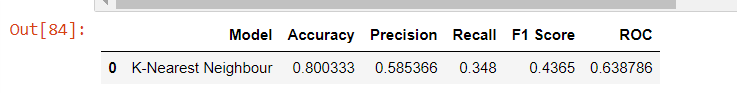 Out[84]:
Model Accuracy Precision Recall F1 Score ROC
0 K-Nearest Neighbour 0.800333 0.585366 0.348 0.4365 0.638786